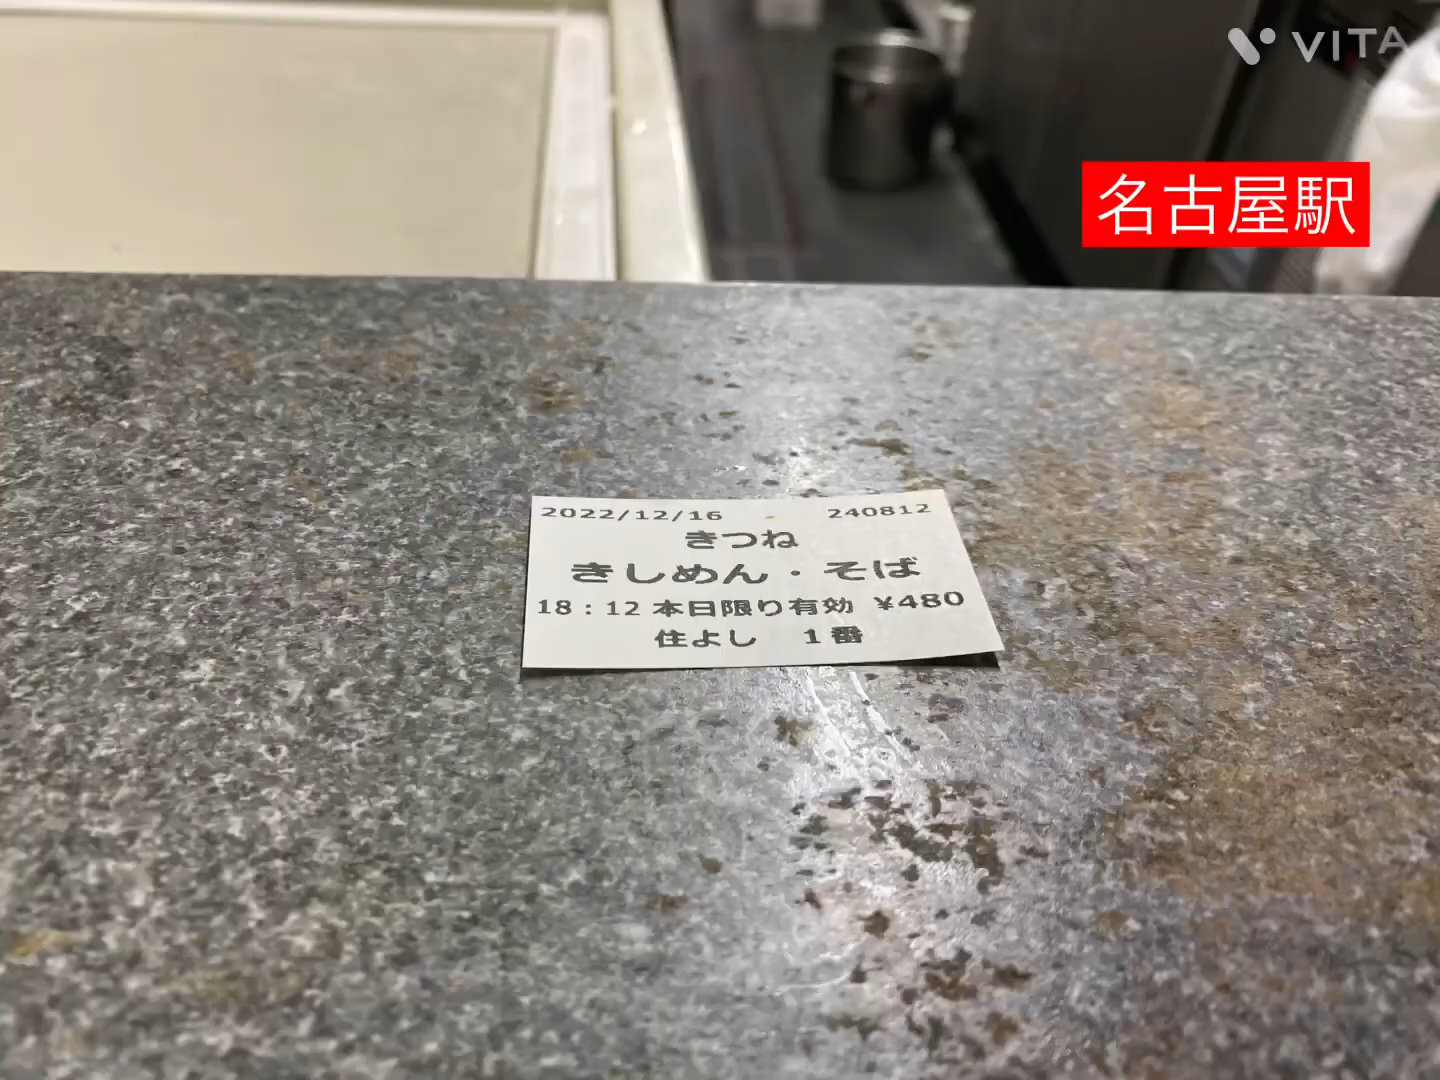 VITA
名古屋駅
2022/12/16 240812
きつね
きしめん・そば
18:12 本日限り有効 ¥480
住よし 1番